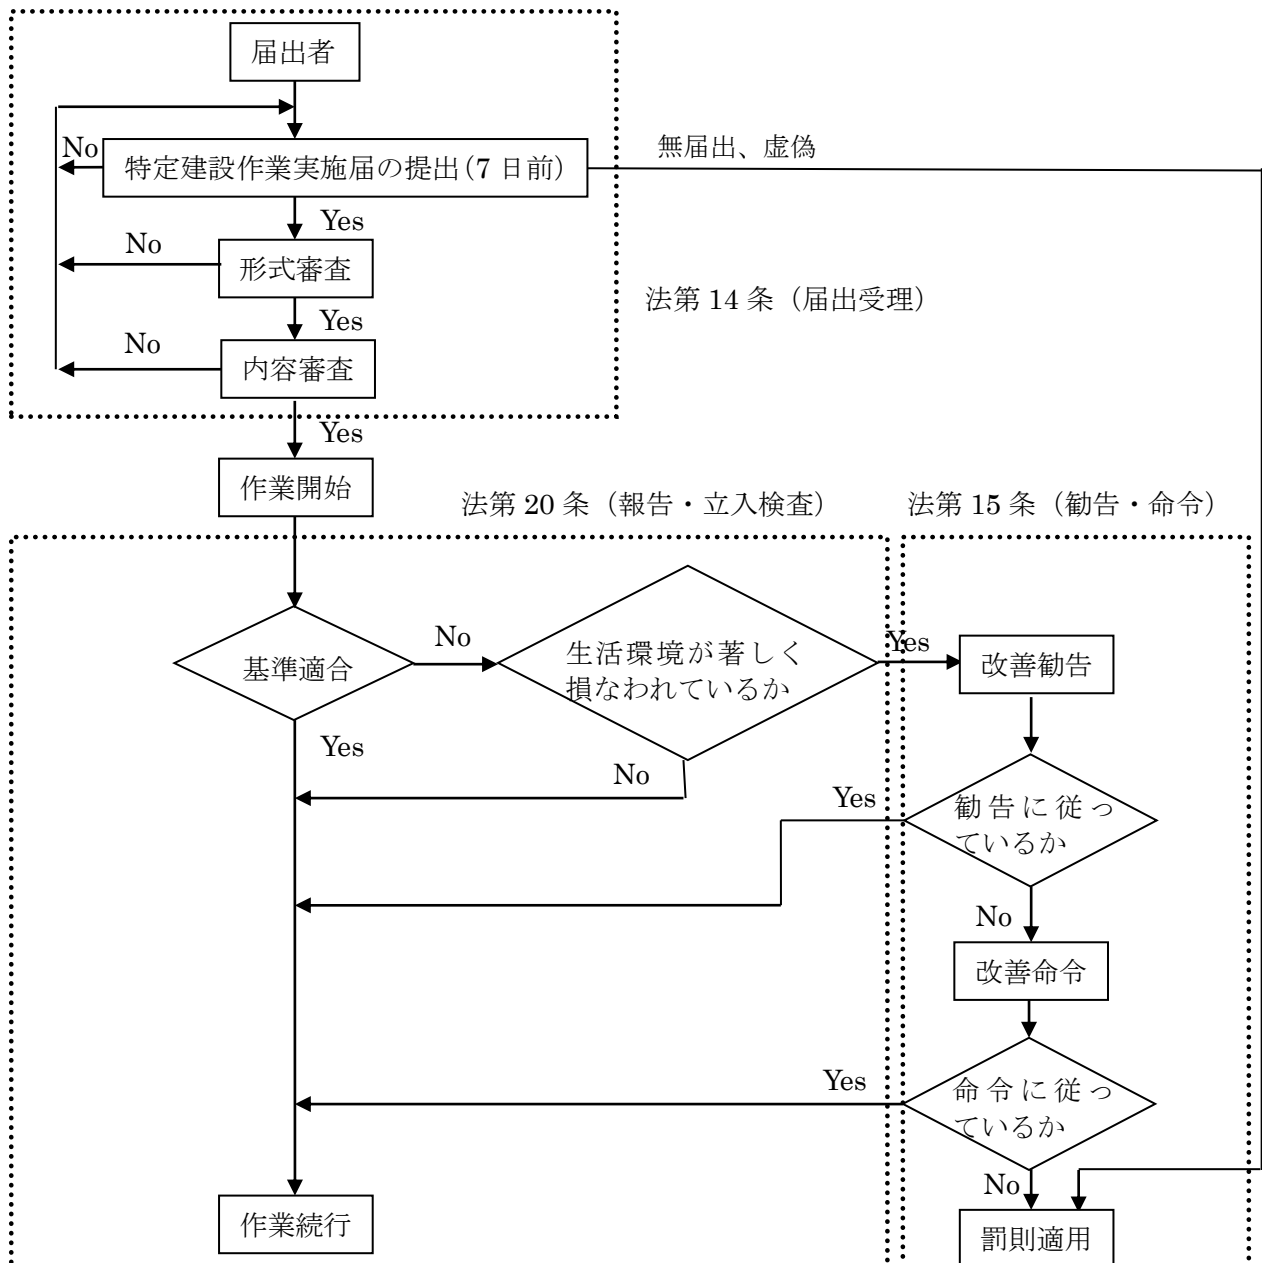 届出者
No
特定建設作業実施届の提出(7 日前)
無届出、虚偽
Yes
No
形式審査
法第 14 条（届出受理）
Yes
No
内容審査
Yes
作業開始
法第 20 条（報告・立入検査）
法第 15 条（勧告・命令）
基準適合
No
生活環境が著しく
損なわれているか
Yes
改善勧告
Yes
No
Yes
勧告に従っ
ているか
No
改善命令
Yes
命令に従っ
ているか
No
作業続行
罰則適用